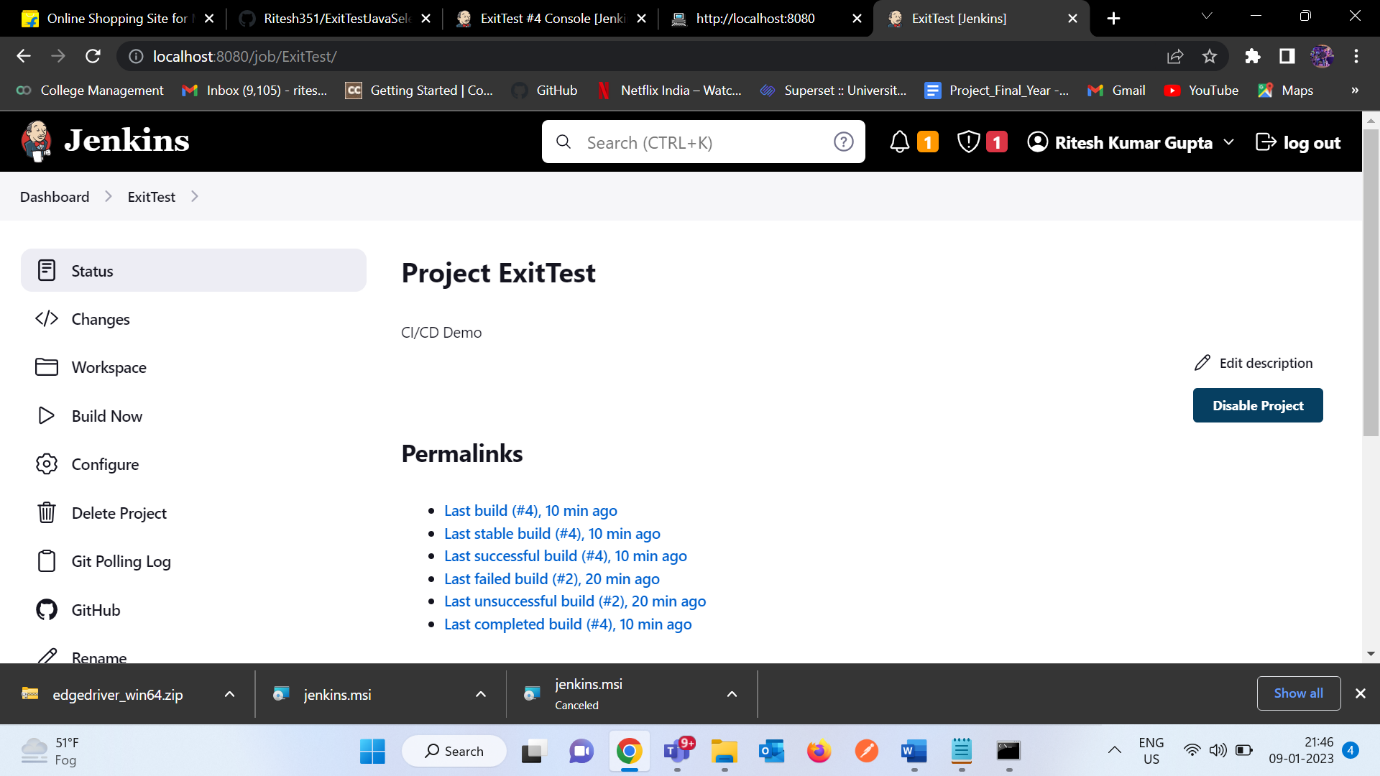 Online Shopping Site for
Ritesh351/ExitTestJavaSele
ExitTest #4 Console [Jenki
http://localhost:8080
ExitTest [Jenkins]
localhost:8080/job/ExitTest/
College Management
Inbox (9,105) - rites...
CC
Getting Started | Co...
GitHub
Netflix India – Watc...
Superset :: Universit...
Project_Final_Year -...
Gmail
YouTube
Maps
»
Jenkins
Search (CTRL+K)
1
1
Ritesh Kumar Gupta
log out
Dashboard
ExitTest
Status
Changes
Workspace
Build Now
Configure
Delete Project
Git Polling Log
GitHub
Rename
Project ExitTest
CI/CD Demo
Edit description
Disable Project
Permalinks
Last build (#4), 10 min ago
Last stable build (#4), 10 min ago
Last successful build (#4), 10 min ago
Last failed build (#2), 20 min ago
Last unsuccessful build (#2), 20 min ago
Last completed build (#4), 10 min ago
edgedriver_win64.zip
jenkins.msi
jenkins.msi
Canceled
Show all
51°F
Fog
Search
9+
ENG
US
21:46
09-01-2023
4